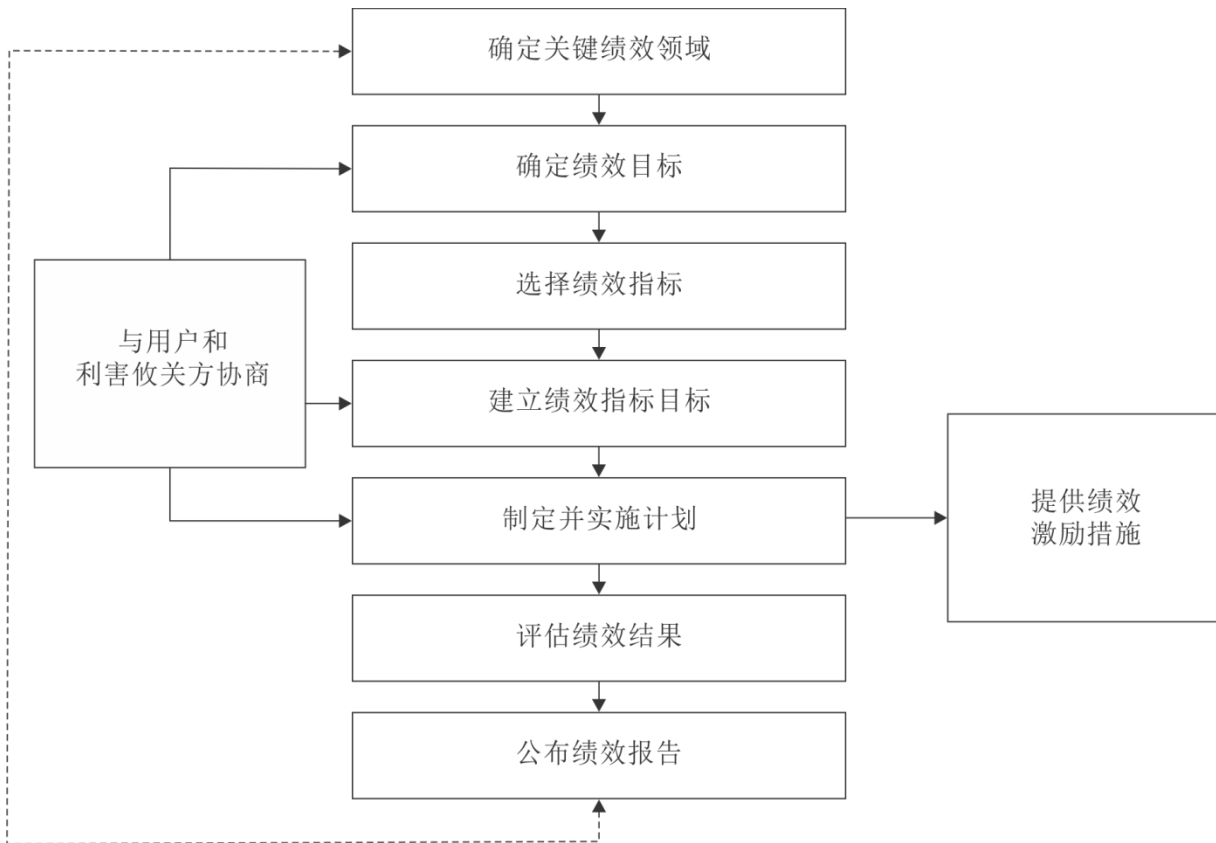 确定关键绩效领域
确定绩效目标
选择绩效指标
与用户和
利害攸关方协商
建立绩效指标目标
制定并实施计划
提供绩效
激励措施
评估绩效结果
公布绩效报告